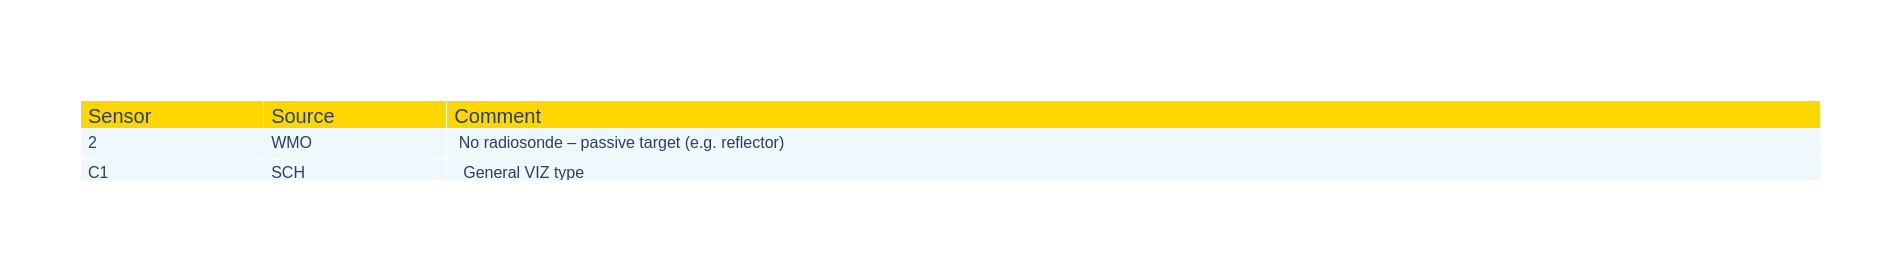 Sensor Source Comment
2 WMO No radiosonde – passive target (e.g. reflector)
C1 SCH General VIZ type